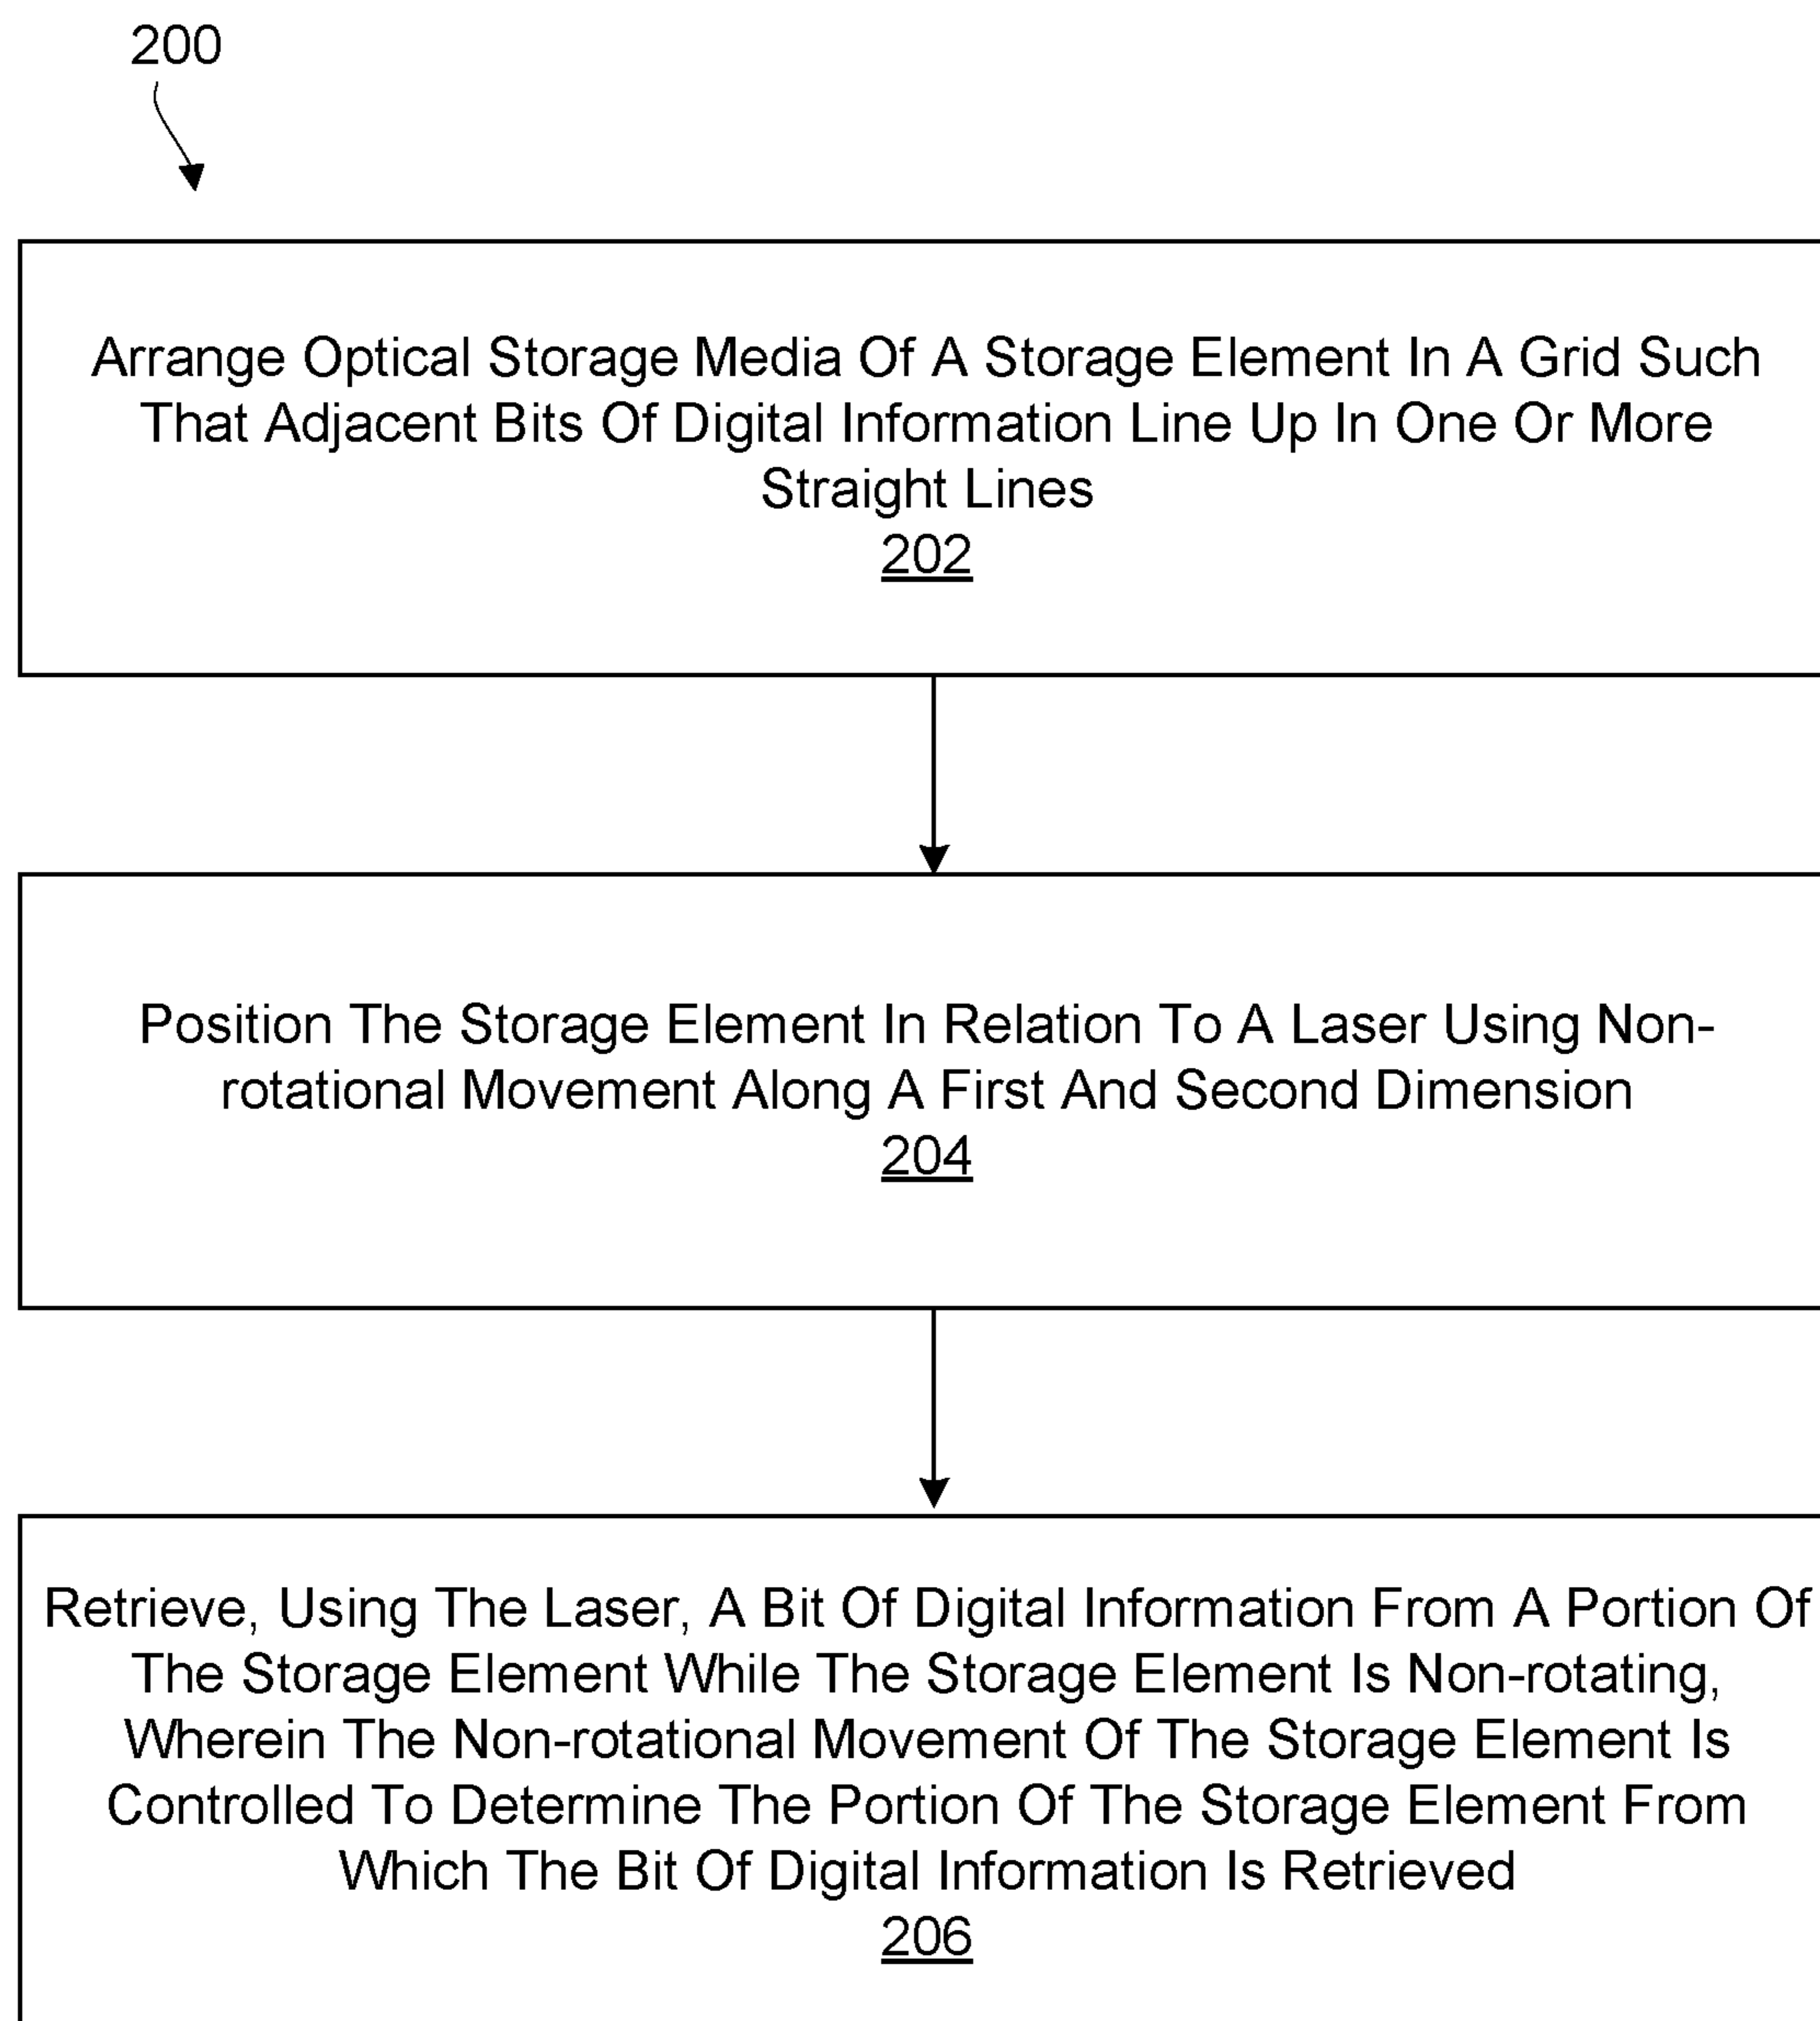 200
Arrange Optical Storage Media Of A Storage Element In A Grid Such
That Adjacent Bits Of Digital Information Line Up In One Or More
Straight Lines
202
Position The Storage Element In Relation To A Laser Using Non-
rotational Movement Along A First And Second Dimension
204
Retrieve, Using The Laser, A Bit Of Digital Information From A Portion Of
The Storage Element While The Storage Element Is Non-rotating,
Wherein The Non-rotational Movement Of The Storage Element Is
Controlled To Determine The Portion Of The Storage Element From
Which The Bit Of Digital Information Is Retrieved
206